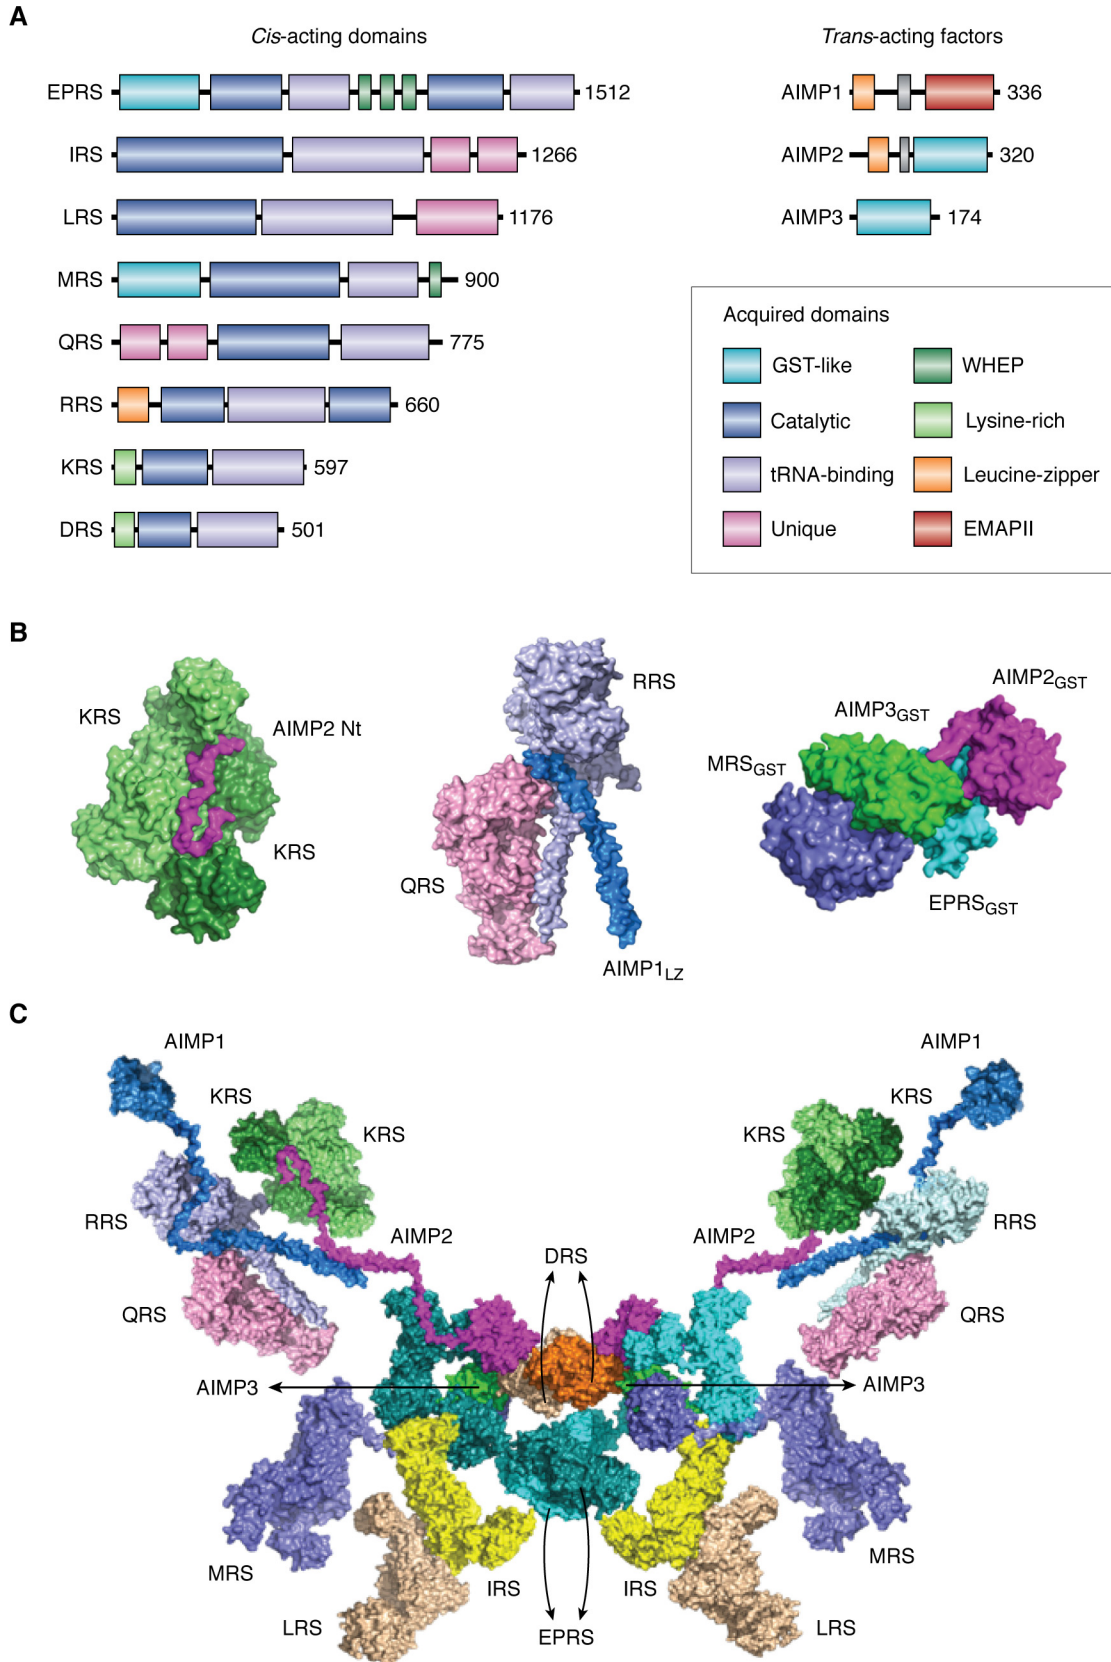 A
Cis-acting domains
Trans-acting factors
EPRS 1512
AIMP1 336
IRS 1266
AIMP2 320
LRS 1176
AIMP3 174
MRS 900
QRS 775
RRS 660
KRS 597
DRS 501
Acquired domains
GST-like WHEP
Catalytic Lysine-rich
tRNA-binding Leucine-zipper
Unique EMAPII
B
KRS
AIMP2 Nt
KRS
RRS
QRS
AIMP1LZ
AIMP2GST
AIMP3GST
MRSGST
EPRSGST
C
AIMP1 AIMP1
KRS KRS
KRS KRS
RRS RRS
AIMP2 DRS AIMP2
QRS QRS
AIMP3 AIMP3
MRS MRS
IRS IRS
LRS EPRS LRS